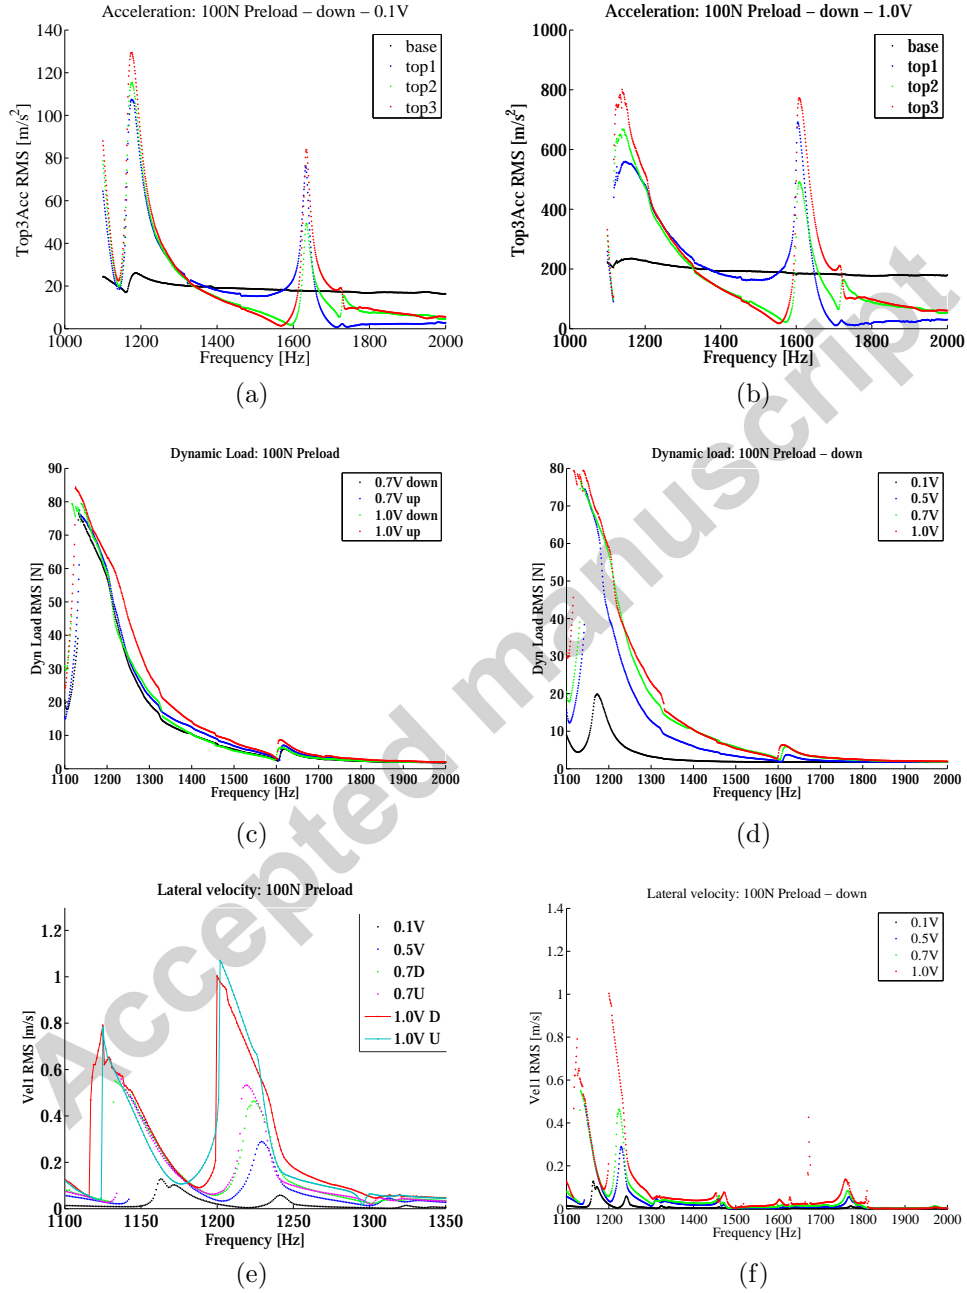 Acceleration: 100N Preload – down – 0.1V
Top3Acc RMS [m/s²]
140
120
100
80
60
40
20
0
base
top1
top2
top3
1000 1200 1400 1600 1800 2000
Frequency [Hz]
(a)
Acceleration: 100N Preload – down – 1.0V
Top3Acc RMS [m/s²]
1000
800
600
400
200
0
base
top1
top2
top3
1000 1200 1400 1600 1800 2000
Frequency [Hz]
(b)
Dynamic Load: 100N Preload
Dyn Load RMS [N]
90
80
70
60
50
40
30
20
10
0
0.7V down
0.7V up
1.0V down
1.0V up
1100 1200 1300 1400 1500 1600 1700 1800 1900 2000
Frequency [Hz]
(c)
Dynamic load: 100N Preload – down
Dyn Load RMS [N]
80
70
60
50
40
30
20
10
0
0.1V
0.5V
0.7V
1.0V
1100 1200 1300 1400 1500 1600 1700 1800 1900 2000
Frequency [Hz]
(d)
Lateral velocity: 100N Preload
Vel1 RMS [m/s]
1.2
1
0.8
0.6
0.4
0.2
0
0.1V
0.5V
0.7D
0.7U
1.0V D
1.0V U
1100 1150 1200 1250 1300 1350
Frequency [Hz]
(e)
Lateral velocity: 100N Preload – down
Vel1 RMS [m/s]
1.4
1.2
1
0.8
0.6
0.4
0.2
0
0.1V
0.5V
0.7V
1.0V
1100 1200 1300 1400 1500 1600 1700 1800 1900 2000
Frequency [Hz]
(f)
Accepted manuscript